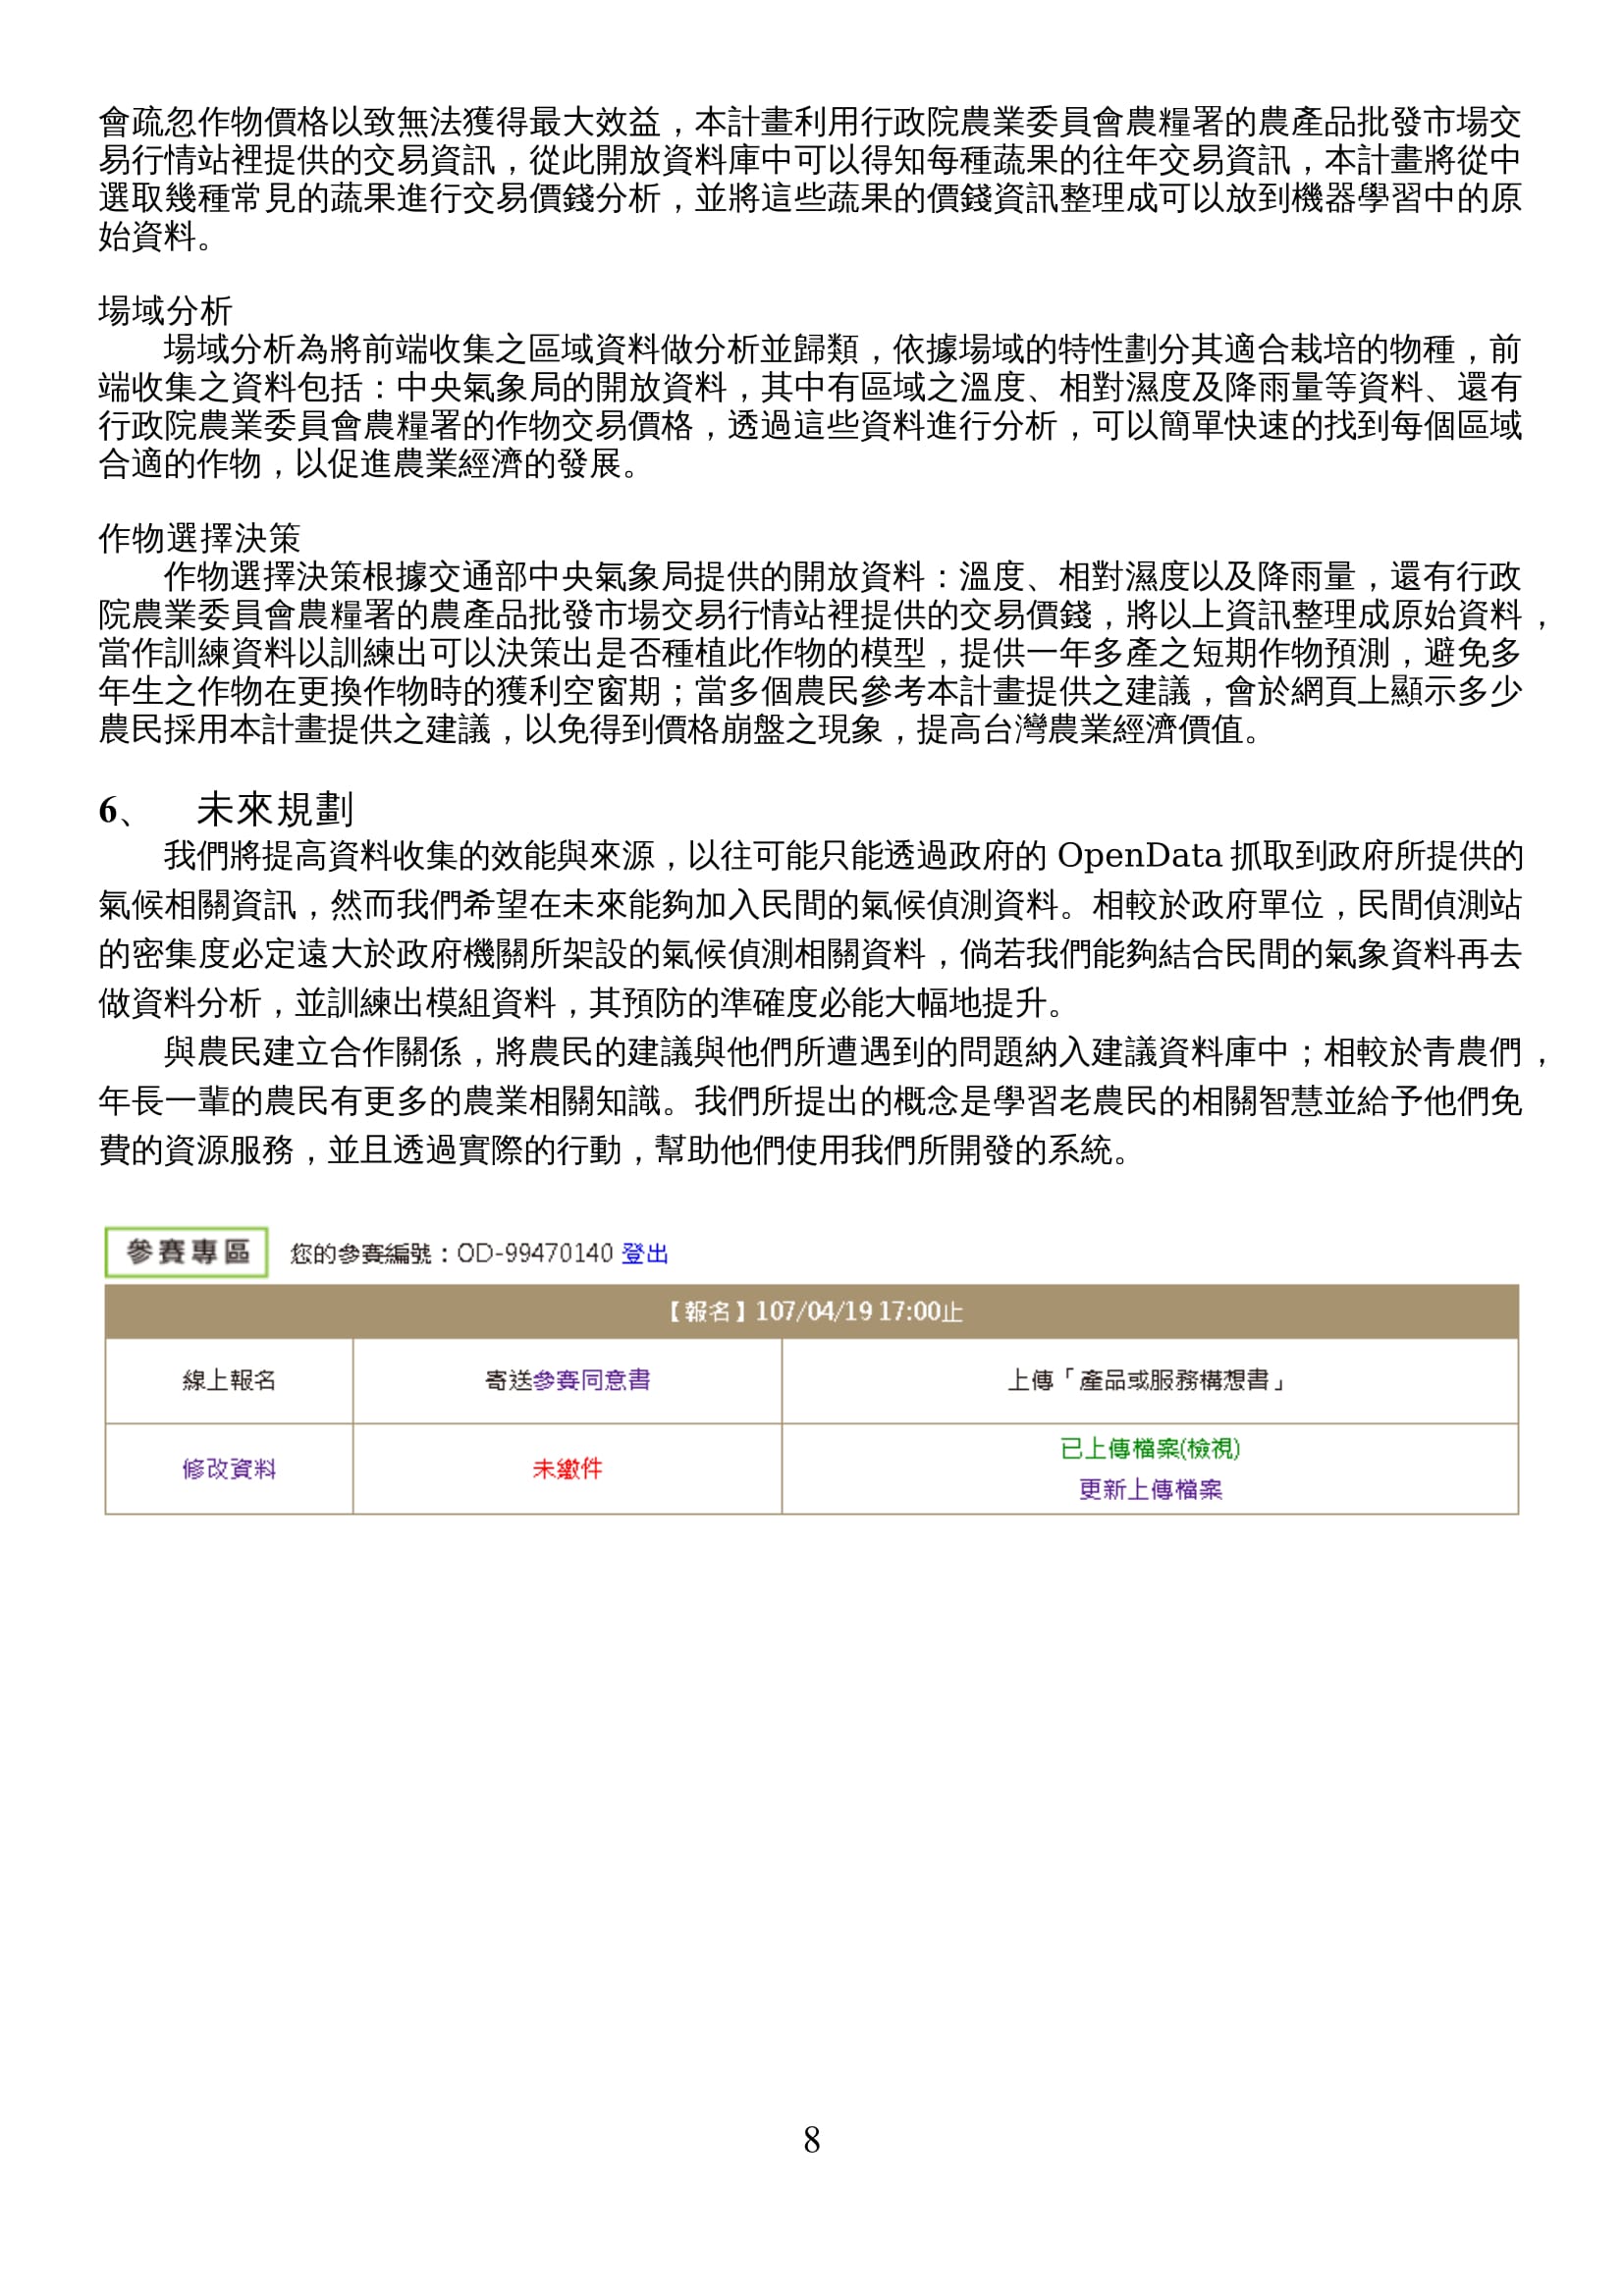 會疏忽作物價格以致無法獲得最大效益，本計畫利用行政院農業委員會農糧署的農產品批發市場交
易行情站裡提供的交易資訊，從此開放資料庫中可以得知每種蔬果的往年交易資訊，本計畫將從中
選取幾種常見的蔬果進行交易價錢分析，並將這些蔬果的價錢資訊整理成可以放到機器學習中的原
始資料。
場域分析
場域分析為將前端收集之區域資料做分析並歸類，依據場域的特性劃分其適合栽培的物種，前
端收集之資料包括：中央氣象局的開放資料，其中有區域之溫度、相對濕度及降雨量等資料、還有
行政院農業委員會農糧署的作物交易價格，透過這些資料進行分析，可以簡單快速的找到每個區域
合適的作物，以促進農業經濟的發展。
作物選擇決策
作物選擇決策根據交通部中央氣象局提供的開放資料：溫度、相對濕度以及降雨量，還有行政
院農業委員會農糧署的農產品批發市場交易行情站裡提供的交易價錢，將以上資訊整理成原始資料，
當作訓練資料以訓練出可以決策出是否種植此作物的模型，提供一年多產之短期作物預測，避免多
年生之作物在更換作物時的獲利空窗期；當多個農民參考本計畫提供之建議，會於網頁上顯示多少
農民採用本計畫提供之建議，以免得到價格崩盤之現象，提高台灣農業經濟價值。
6、 未來規劃
我們將提高資料收集的效能與來源，以往可能只能透過政府的 OpenData 抓取到政府所提供的
氣候相關資訊，然而我們希望在未來能夠加入民間的氣候偵測資料。相較於政府單位，民間偵測站
的密集度必定遠大於政府機關所架設的氣候偵測相關資料，倘若我們能夠結合民間的氣象資料再去
做資料分析，並訓練出模組資料，其預防的準確度必能大幅地提升。
與農民建立合作關係，將農民的建議與他們所遭遇到的問題納入建議資料庫中；相較於青農們，
年長一輩的農民有更多的農業相關知識。我們所提出的概念是學習老農民的相關智慧並給予他們免
費的資源服務，並且透過實際的行動，幫助他們使用我們所開發的系統。
參賽專區 您的參賽編號：OD-99470140 登出
【報名】107/04/19 17:00止
線上報名 寄送參賽同意書 上傳「產品或服務構想書」
修改資料 未繳件 已上傳檔案(檢視)
更新上傳檔案
8